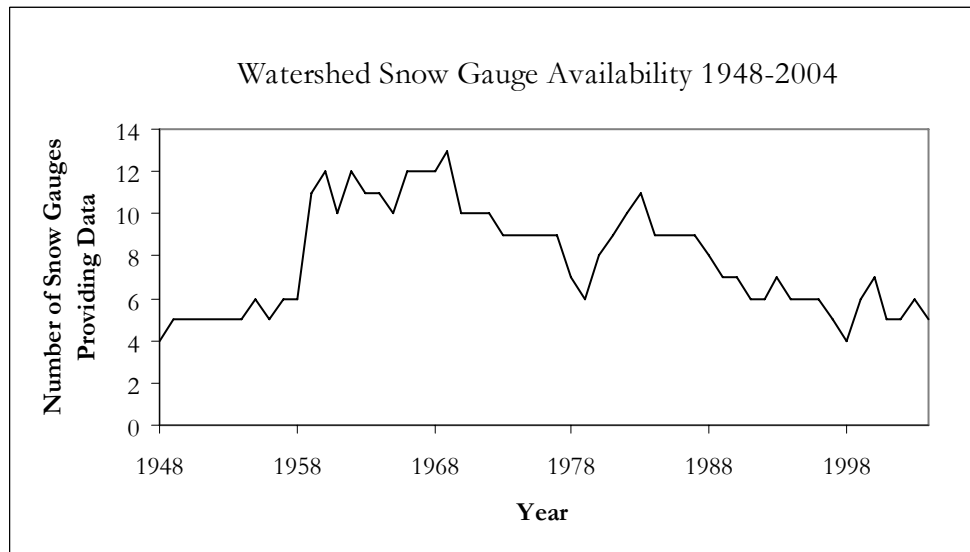 Watershed Snow Gauge Availability 1948-2004
Number of Snow Gauges
Providing Data
14
12
10
8
6
4
2
0
1948 1958 1968 1978 1988 1998
Year